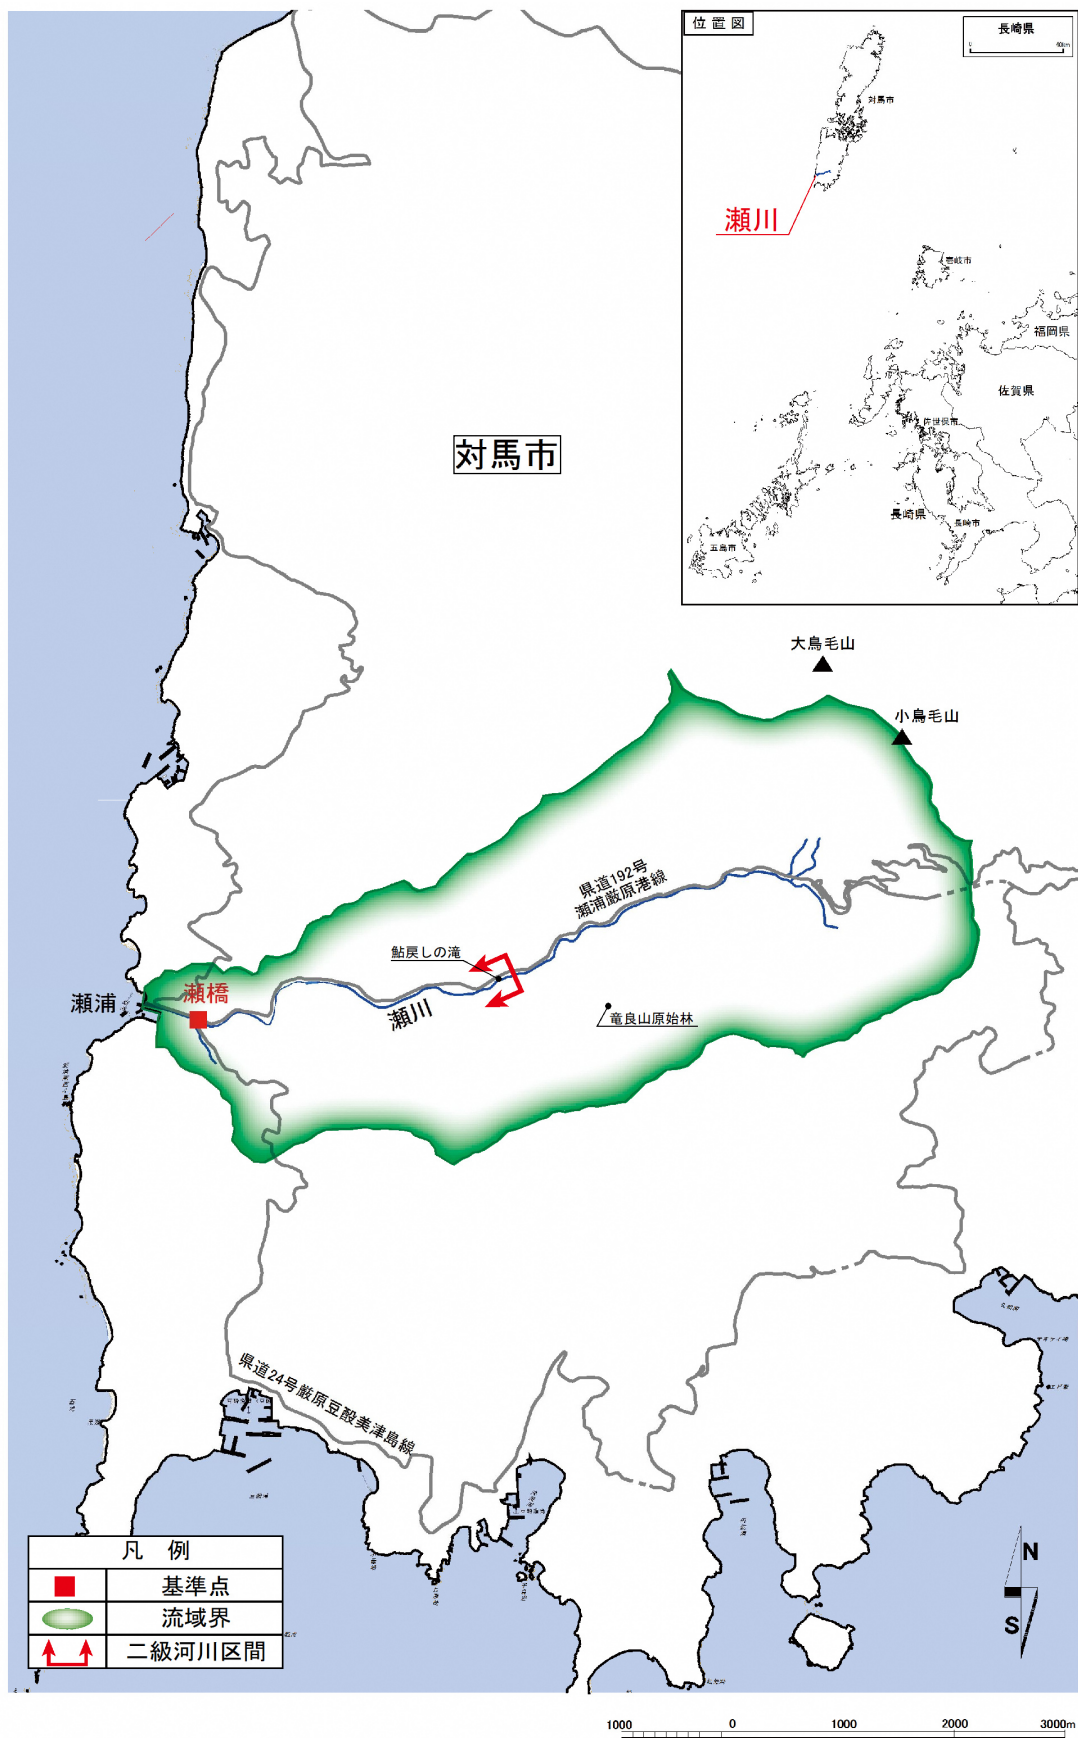 位置図
長崎県
0 60km
対馬市
瀬川
壱岐市
福岡県
佐賀県
佐世保市
長崎県
長崎市
五島市
対馬市
大鳥毛山
小鳥毛山
県道192号
瀬浦厳原港線
鮎戻しの滝
瀬橋
瀬浦
瀬川
竜良山原始林
県道24号厳原豆酘美津島線
凡 例
基準点
流域界
二級河川区間
N
S
1000 0 1000 2000 3000m